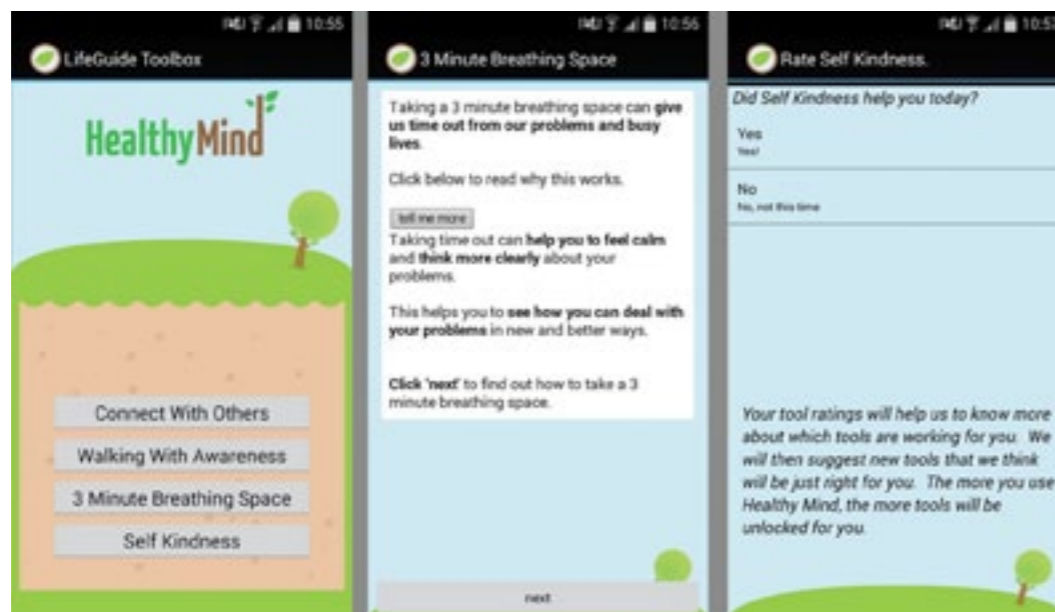 10:55
LifeGuide Toolbox
HealthyMind
Connect With Others
Walking With Awareness
3 Minute Breathing Space
Self Kindness
10:56
3 Minute Breathing Space
Taking a 3 minute breathing space can give
us time out from our problems and busy
lives.
Click below to read why this works.
tell me more
Taking time out can help you to feel calm
and think more clearly about your
problems.
This helps you to see how you can deal with
your problems in new and better ways.
Click 'next' to find out how to take a 3
minute breathing space.
next
Rate Self Kindness.
Did Self Kindness help you today?
Yes
Yes!
No
No, not this time
Your tool ratings will help us to know more
about which tools are working for you. We
will then suggest new tools that we think
will be just right for you. The more you use
Healthy Mind, the more tools will be
unlocked for you.